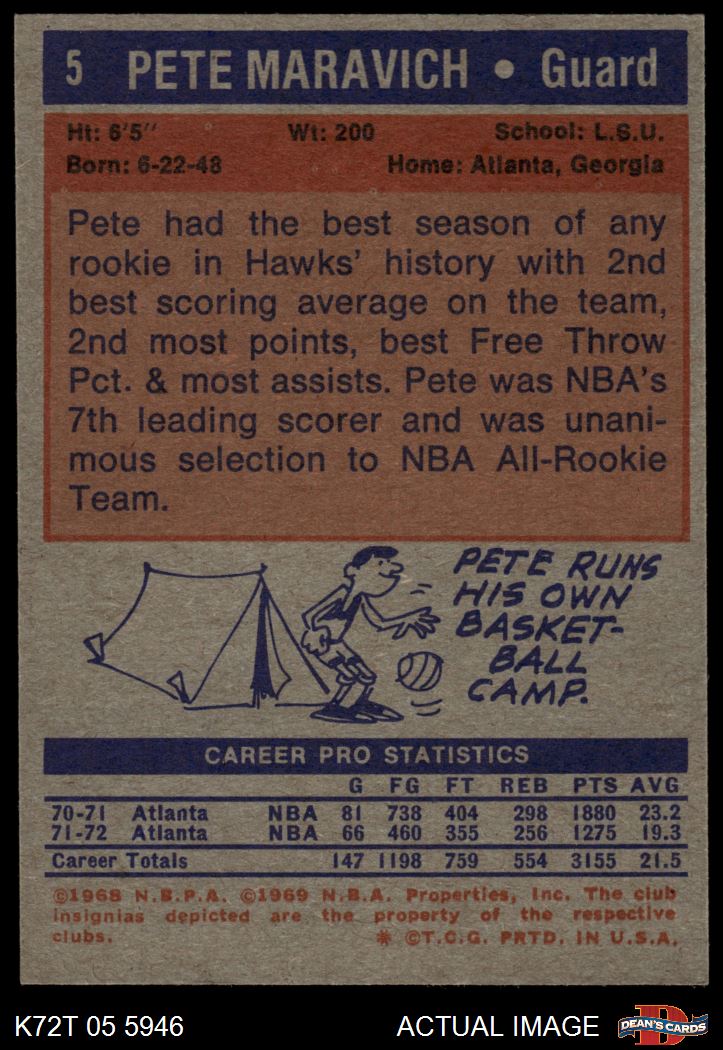 5 PETE MARAVICH • Guard
Ht: 6'5" Wt: 200 School: L.S.U.
Born: 6-22-48 Home: Atlanta, Georgia
Pete had the best season of any
rookie in Hawks' history with 2nd
best scoring average on the team,
2nd most points, best Free Throw
Pct. & most assists. Pete was NBA's
7th leading scorer and was unani-
mous selection to NBA All-Rookie
Team.
PETE RUNS
HIS OWN
BASKET-
BALL
CAMP.
CAREER PRO STATISTICS
G FG FT REB PTS AVG
70-71 Atlanta NBA 81 738 404 298 1880 23.2
71-72 Atlanta NBA 66 460 355 256 1275 19.3
Career Totals 147 1198 759 554 3155 21.5
©1968 N.B.P.A. ©1969 N.B.A. Properties, Inc. The club
insignias depicted are the property of the respective
clubs. * ©T.C.G. PRTD. IN U.S.A.
K72T 05 5946 ACTUAL IMAGE D DEAN'S CARDS